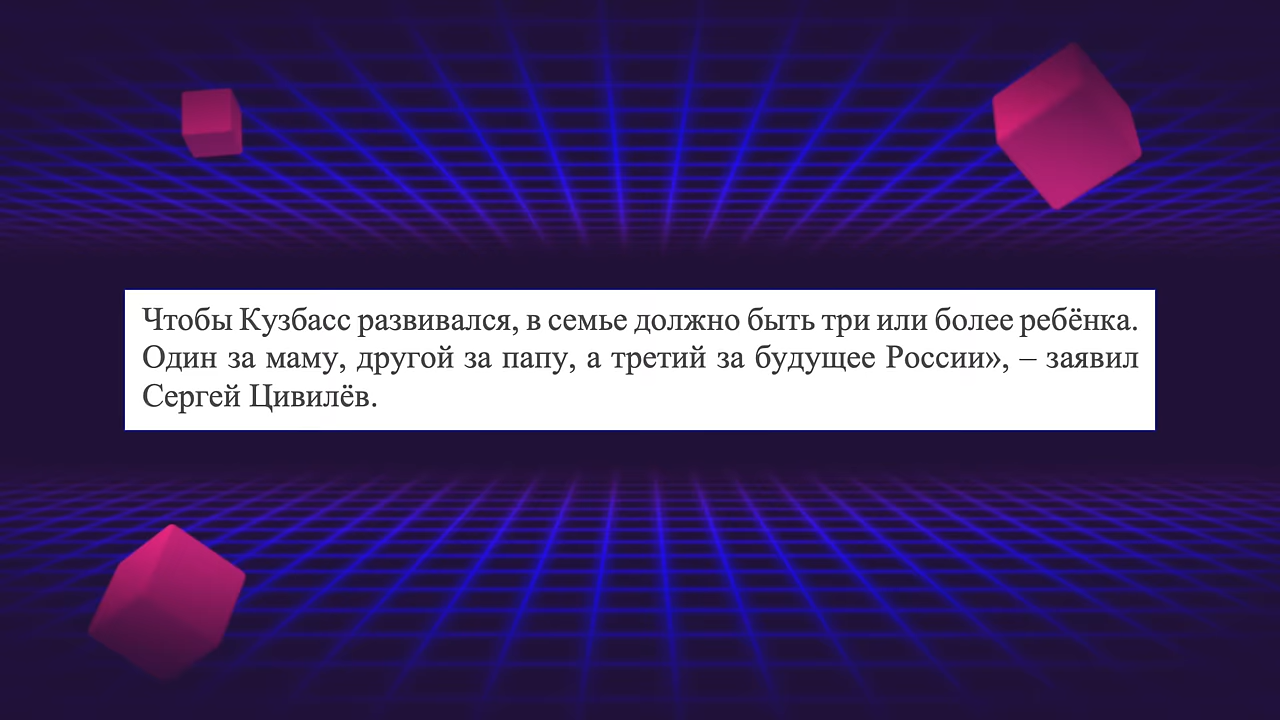 Чтобы Кузбасс развивался, в семье должно быть три или более ребёнка.
Один за маму, другой за папу, а третий за будущее России», – заявил
Сергей Цивилёв.